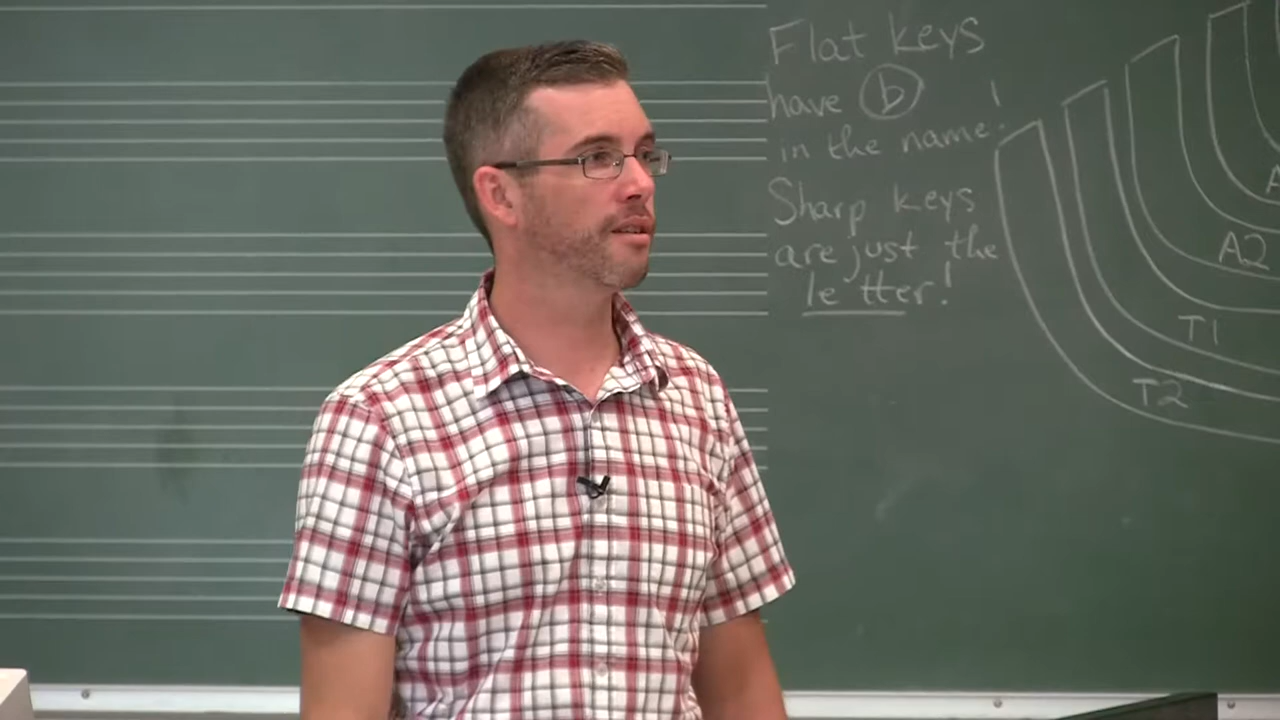 Flat keys
have b
in the name!
Sharp keys
are just the
letter!
A2
T1
T2